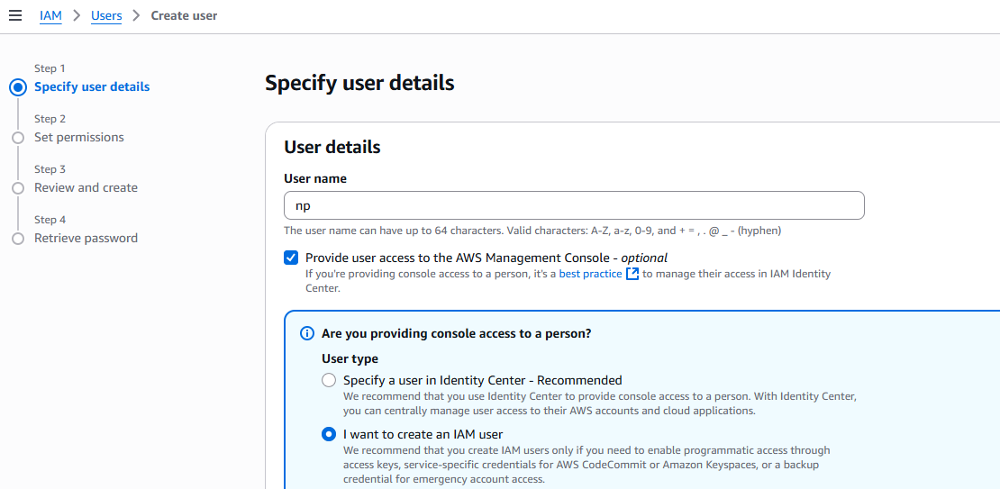 IAM > Users > Create user
Step 1
Specify user details
Step 2
Set permissions
Step 3
Review and create
Step 4
Retrieve password
Specify user details
User details
User name
np
The user name can have up to 64 characters. Valid characters: A-Z, a-z, 0-9, and + = , . @ _ - (hyphen)
Provide user access to the AWS Management Console - optional
If you're providing console access to a person, it's a best practice to manage their access in IAM Identity
Center.
Are you providing console access to a person?
User type
Specify a user in Identity Center - Recommended
We recommend that you use Identity Center to provide console access to a person. With Identity Center,
you can centrally manage user access to their AWS accounts and cloud applications.
I want to create an IAM user
We recommend that you create IAM users only if you need to enable programmatic access through
access keys, service-specific credentials for AWS CodeCommit or Amazon Keyspaces, or a backup
credential for emergency account access.